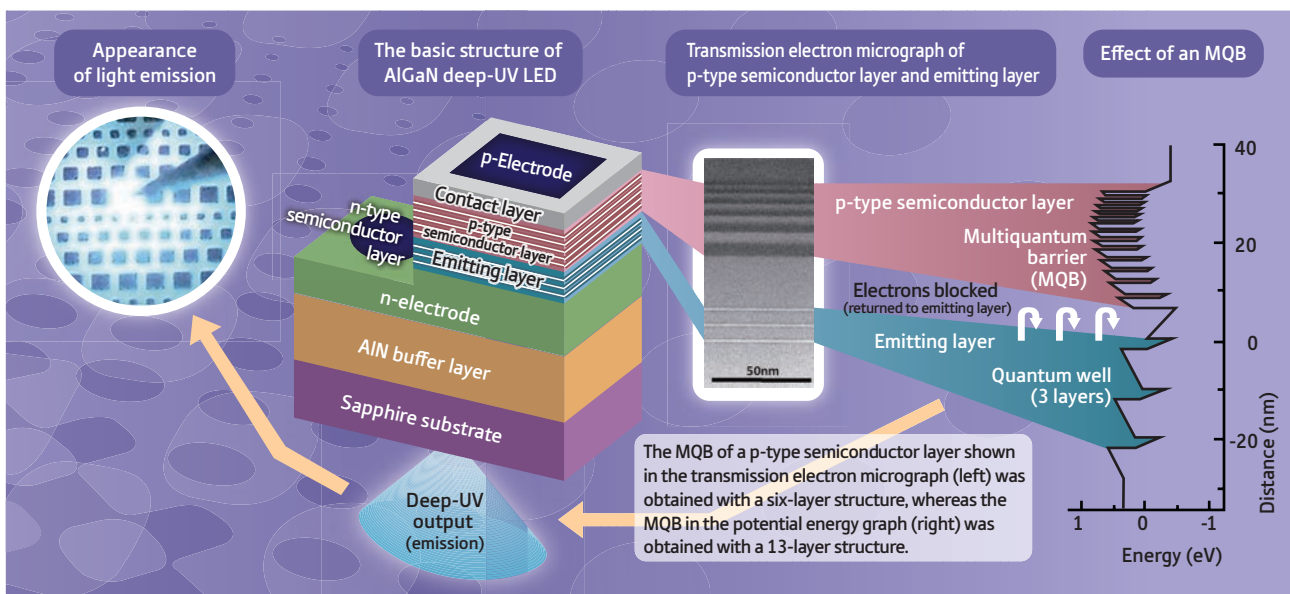 Appearance
of light emission
The basic structure of
AlGaN deep-UV LED
Transmission electron micrograph of
p-type semiconductor layer and emitting layer
Effect of an MQB
p-Electrode
Contact layer
p-type
semiconductor layer
Emitting layer
n-type
semiconductor
layer
n-electrode
AlN buffer layer
Sapphire substrate
Deep-UV
output
(emission)
50nm
p-type semiconductor layer
Multiquantum
barrier
(MQB)
Electrons blocked
(returned to emitting layer)
Emitting layer
Quantum well
(3 layers)
The MQB of a p-type semiconductor layer shown
in the transmission electron micrograph (left) was
obtained with a six-layer structure, whereas the
MQB in the potential energy graph (right) was
obtained with a 13-layer structure.
40
20
0
-20
Distance (nm)
1 0 -1
Energy (eV)